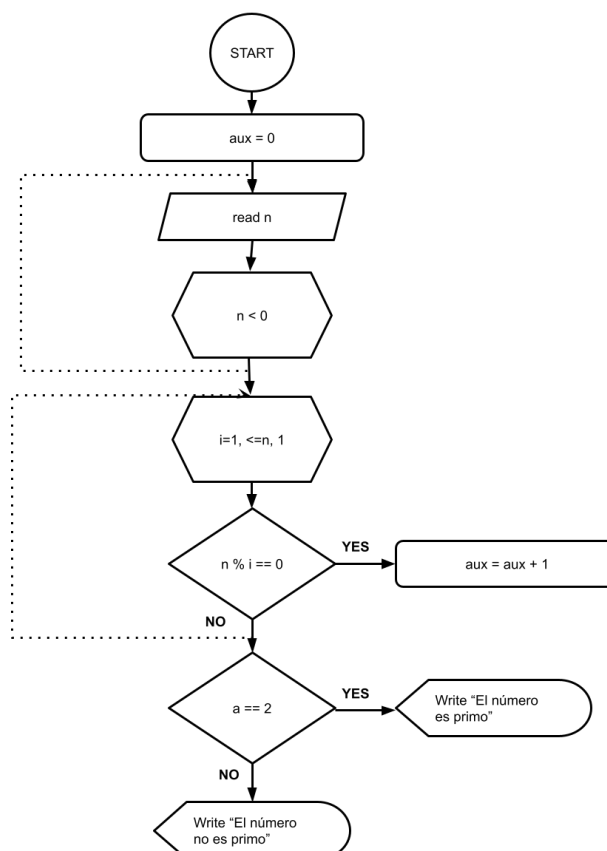 START
aux = 0
read n
n < 0
i=1, <=n, 1
n % i == 0
YES
aux = aux + 1
NO
a == 2
YES
Write “El número
es primo”
NO
Write “El número
no es primo”